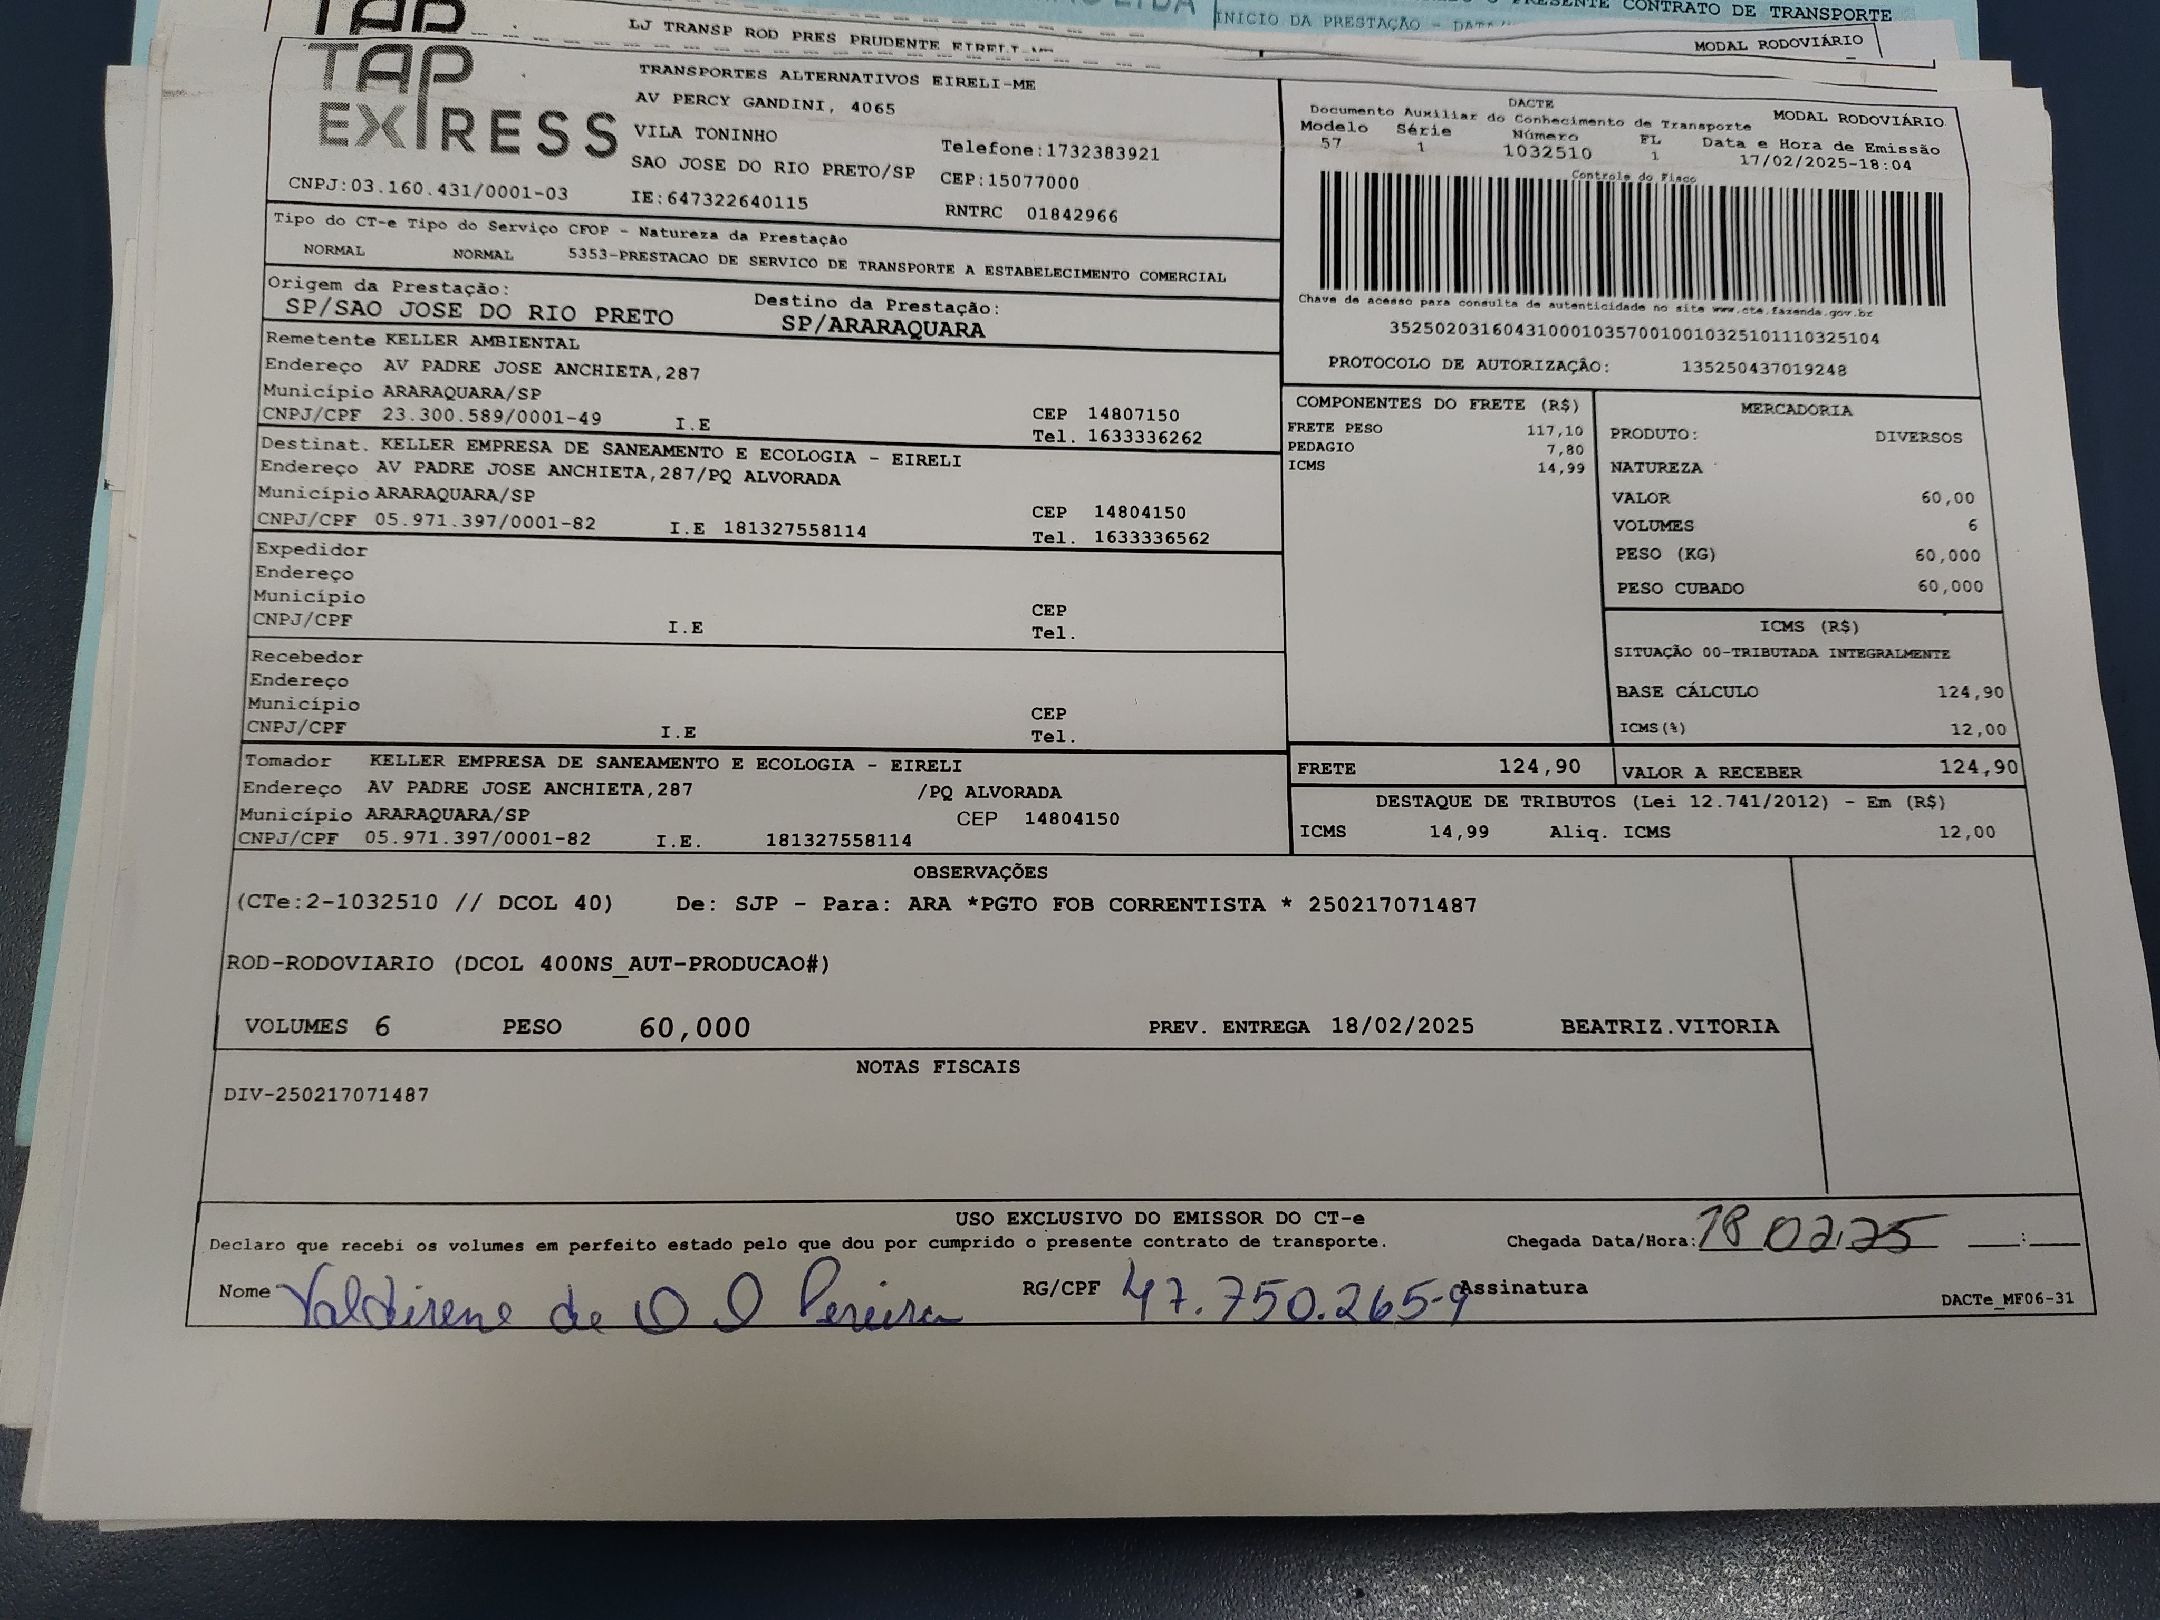 INÍCIO DA PRESTAÇÃO - DATA/
PRESENTE CONTRATO DE TRANSPORTE
TAP
LJ TRANSP ROD PRES PRUDENTE EIRELI-ME
MODAL RODOVIÁRIO
TAP EXPRESS
TRANSPORTES ALTERNATIVOS EIRELI-ME
AV PERCY GANDINI, 4065
VILA TONINHO
Telefone:1732383921
SAO JOSE DO RIO PRETO/SP
CEP:15077000
CNPJ:03.160.431/0001-03
IE:647322640115
RNTRC 01842966
DACTE
MODAL RODOVIÁRIO
Documento Auxiliar do Conhecimento de Transporte
Modelo Série Número FL Data e Hora de Emissão
57 1 1032510 1 17/02/2025-18:04
Controle do Fisco
Chave de acesso para consulta de autenticidade no site www.cte.fazenda.gov.br
35250203160431000103570010010325101110325104
PROTOCOLO DE AUTORIZAÇÃO: 135250437019248
Tipo do CT-e Tipo do Serviço CFOP - Natureza da Prestação
NORMAL NORMAL 5353-PRESTACAO DE SERVICO DE TRANSPORTE A ESTABELECIMENTO COMERCIAL
Origem da Prestação: Destino da Prestação:
SP/SAO JOSE DO RIO PRETO SP/ARARAQUARA
Remetente KELLER AMBIENTAL
Endereço AV PADRE JOSE ANCHIETA,287
Município ARARAQUARA/SP CEP 14807150
CNPJ/CPF 23.300.589/0001-49 I.E Tel. 1633336262
Destinat. KELLER EMPRESA DE SANEAMENTO E ECOLOGIA - EIRELI
Endereço AV PADRE JOSE ANCHIETA,287/PQ ALVORADA
Município ARARAQUARA/SP CEP 14804150
CNPJ/CPF 05.971.397/0001-82 I.E 181327558114 Tel. 1633336562
Expedidor
Endereço
Município CEP
CNPJ/CPF I.E Tel.
Recebedor
Endereço
Município CEP
CNPJ/CPF I.E Tel.
Tomador KELLER EMPRESA DE SANEAMENTO E ECOLOGIA - EIRELI
Endereço AV PADRE JOSE ANCHIETA,287 /PQ ALVORADA
Município ARARAQUARA/SP CEP 14804150
CNPJ/CPF 05.971.397/0001-82 I.E. 181327558114
COMPONENTES DO FRETE (R$)
FRETE PESO 117,10
PEDAGIO 7,80
ICMS 14,99
MERCADORIA
PRODUTO: DIVERSOS
NATUREZA
VALOR 60,00
VOLUMES 6
PESO (KG) 60,000
PESO CUBADO 60,000
ICMS (R$)
SITUAÇÃO 00-TRIBUTADA INTEGRALMENTE
BASE CÁLCULO 124,90
ICMS(%) 12,00
FRETE 124,90 VALOR A RECEBER 124,90
DESTAQUE DE TRIBUTOS (Lei 12.741/2012) - Em (R$)
ICMS 14,99 Aliq. ICMS 12,00
OBSERVAÇÕES
(CTe:2-1032510 // DCOL 40) De: SJP - Para: ARA *PGTO FOB CORRENTISTA * 250217071487
ROD-RODOVIARIO (DCOL 400NS_AUT-PRODUCAO#)
VOLUMES 6 PESO 60,000 PREV. ENTREGA 18/02/2025 BEATRIZ.VITORIA
NOTAS FISCAIS
DIV-250217071487
USO EXCLUSIVO DO EMISSOR DO CT-e
Declaro que recebi os volumes em perfeito estado pelo que dou por cumprido o presente contrato de transporte. Chegada Data/Hora: 18 02.25 __:__
Nome Valdirene de O O Pereira RG/CPF 47.750.265-9 Assinatura
DACTe_MF06-31